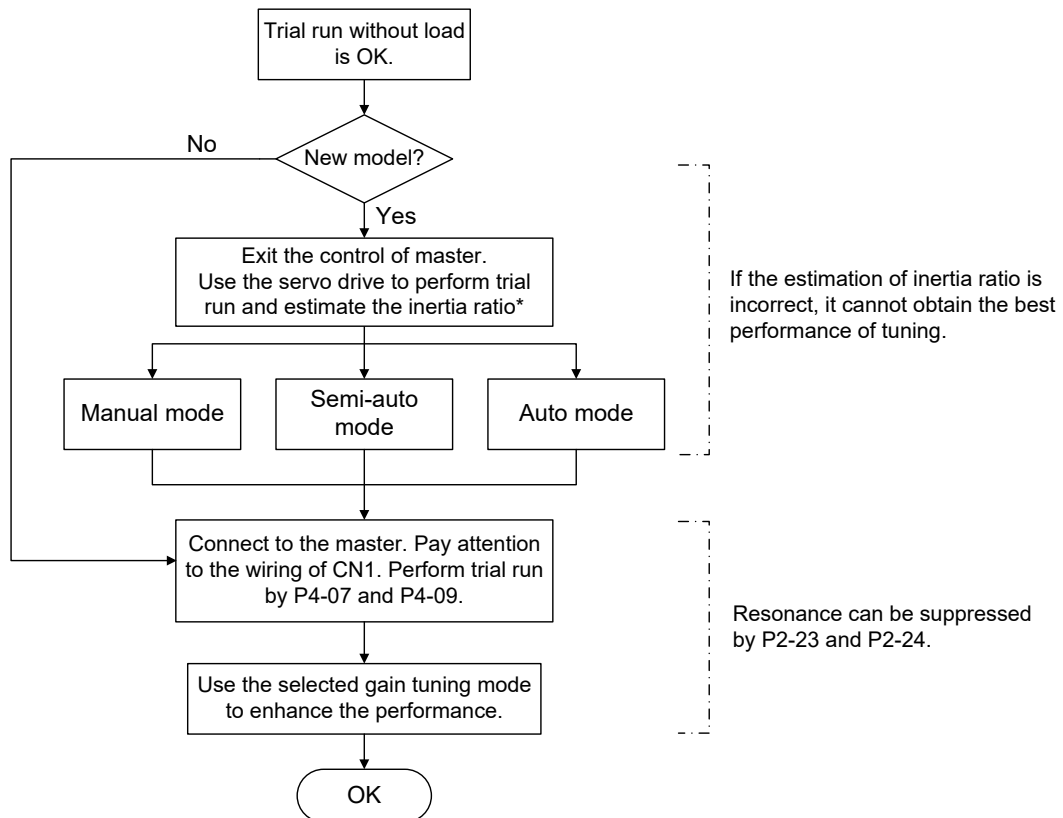 Trial run without load
is OK.
No
New model?
Yes
Exit the control of master.
Use the servo drive to perform trial
run and estimate the inertia ratio*
If the estimation of inertia ratio is
incorrect, it cannot obtain the best
performance of tuning.
Manual mode
Semi-auto
mode
Auto mode
Connect to the master. Pay attention
to the wiring of CN1. Perform trial run
by P4-07 and P4-09.
Resonance can be suppressed
by P2-23 and P2-24.
Use the selected gain tuning mode
to enhance the performance.
OK